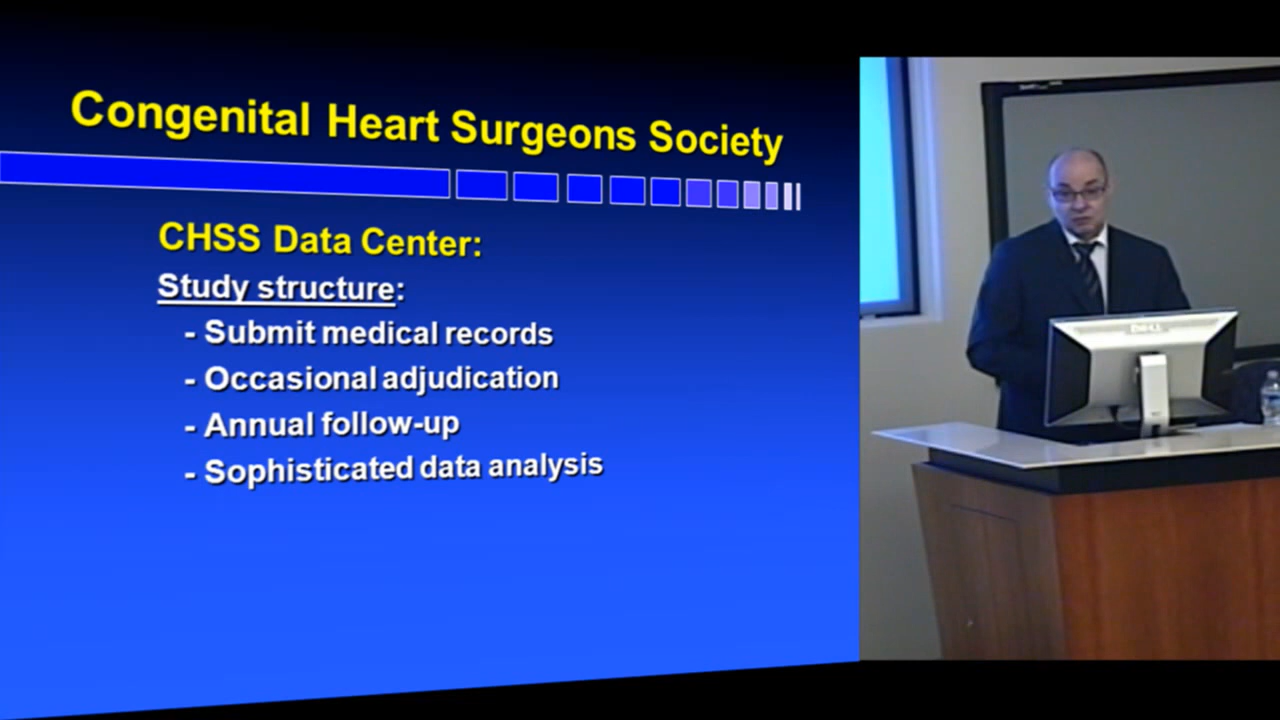 Congenital Heart Surgeons Society
CHSS Data Center:
Study structure:
- Submit medical records
- Occasional adjudication
- Annual follow-up
- Sophisticated data analysis
DELL